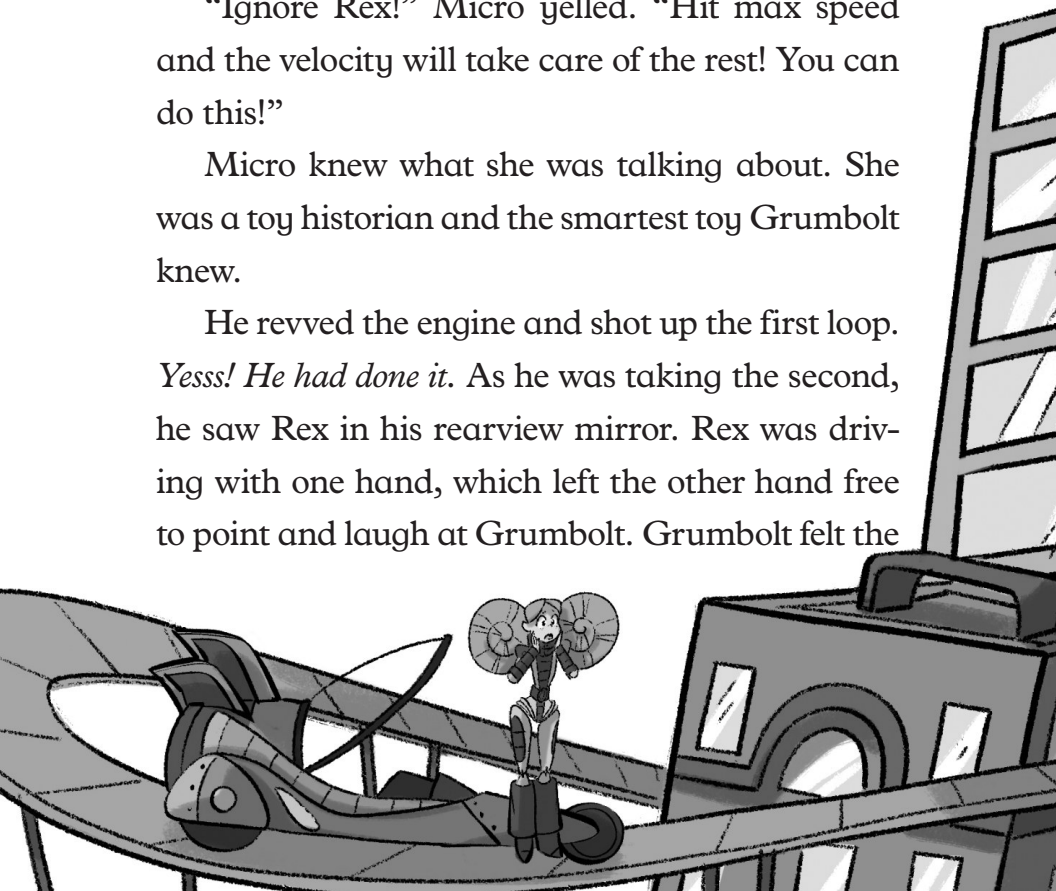 “Ignore Rex!” Micro yelled. “Hit max speed
and the velocity will take care of the rest! You can
do this!”
Micro knew what she was talking about. She
was a toy historian and the smartest toy Grumbolt
knew.
He revved the engine and shot up the first loop.
Yesss! He had done it. As he was taking the second,
he saw Rex in his rearview mirror. Rex was driv-
ing with one hand, which left the other hand free
to point and laugh at Grumbolt. Grumbolt felt the